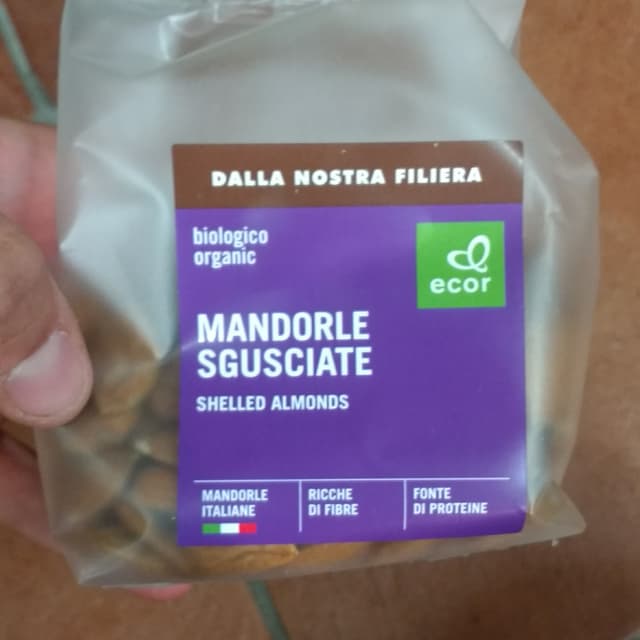 DALLA NOSTRA FILIERA
biologico
organic
ecor
MANDORLE
SGUSCIATE
SHELLED ALMONDS
MANDORLE
ITALIANE
RICCHE
DI FIBRE
FONTE
DI PROTEINE